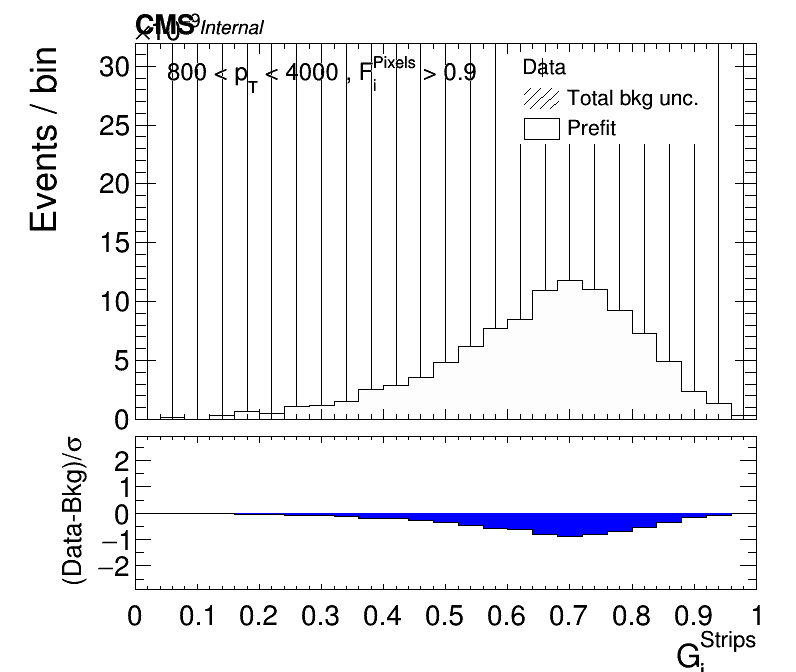 CMS Internal
×10⁻⁹
800 < p_T < 4000 , F_i^Pixels > 0.9
Data
Total bkg unc.
Prefit
Events / bin
30
25
20
15
10
5
0
(Data-Bkg)/σ
2
1
0
−1
−2
0 0.1 0.2 0.3 0.4 0.5 0.6 0.7 0.8 0.9 1
G_i^Strips